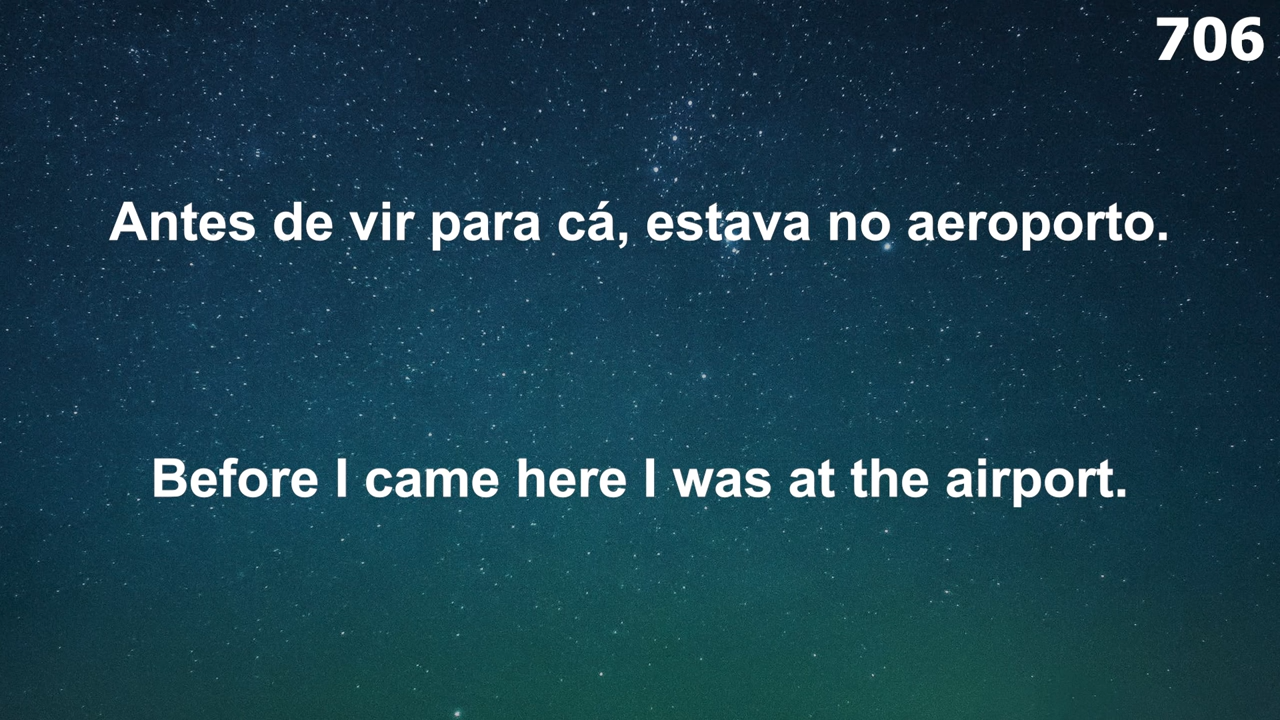 706
Antes de vir para cá, estava no aeroporto.
Before I came here I was at the airport.